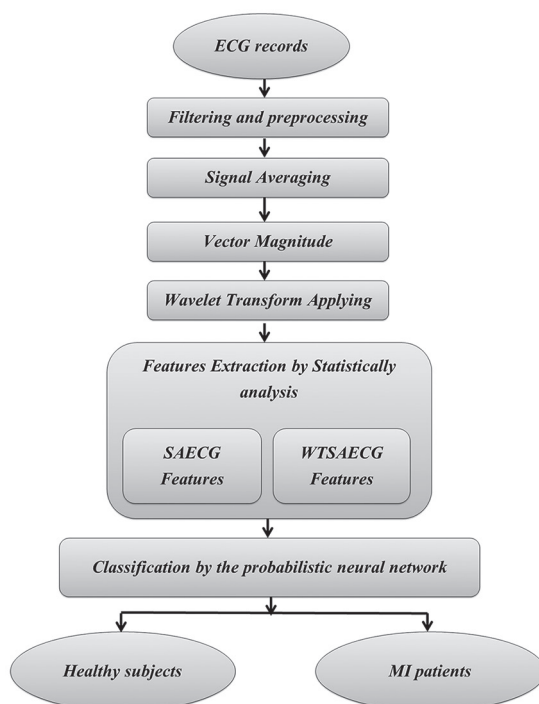 ECG records
Filtering and preprocessing
Signal Averaging
Vector Magnitude
Wavelet Transform Applying
Features Extraction by Statistically
analysis
SAECG
Features
WTSAECG
Features
Classification by the probabilistic neural network
Healthy subjects
MI patients